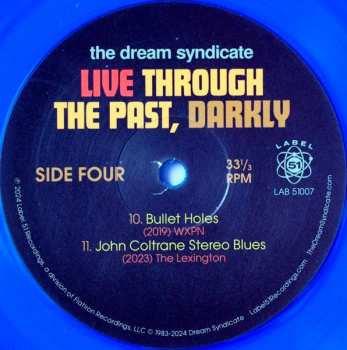 the dream syndicate
LIVE THROUGH
THE PAST, DARKLY
SIDE FOUR
33 1/3
RPM
LABEL
51
LAB 51007
10. Bullet Holes
(2019) WXPN
11. John Coltrane Stereo Blues
(2023) The Lexington
℗ 2024 Label 51 Recordings, a division of Flatiron Recordings, LLC © 1983-2024 Dream Syndicate · Label51Recordings.com · TheDreamSyndicate.com